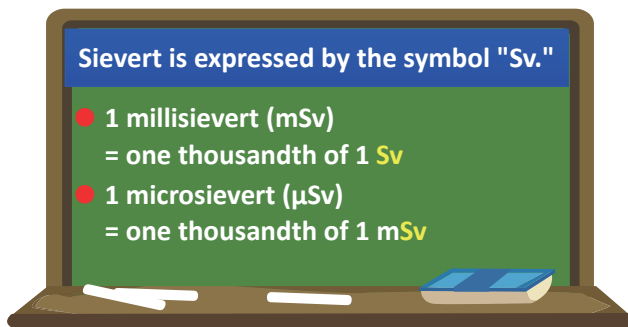 Sievert is expressed by the symbol "Sv."
1 millisievert (mSv)
= one thousandth of 1 Sv
1 microsievert (μSv)
= one thousandth of 1 mSv